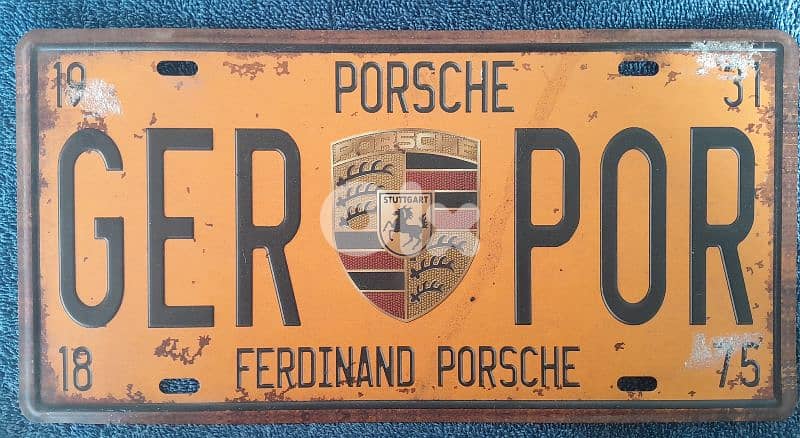 19 PORSCHE 31
PORSCHE
STUTTGART
GER POR
18 FERDINAND PORSCHE 75